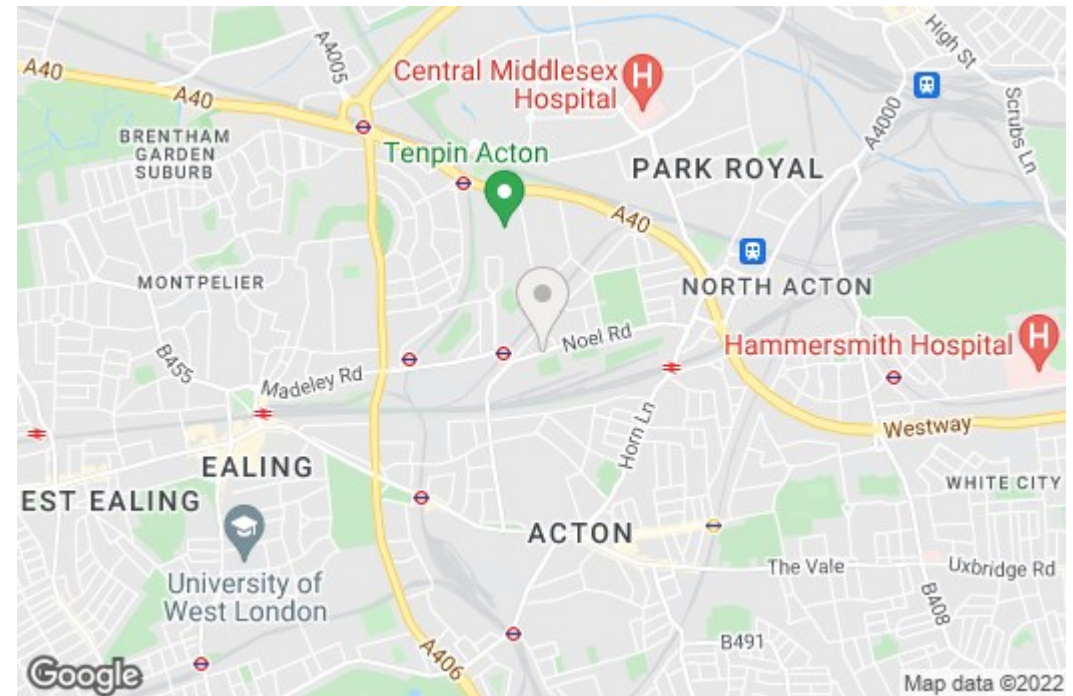 A40
A4005
A40
Central Middlesex
Hospital
High St
A4000
Scrubs Ln
BRENTHAM
GARDEN
SUBURB
Tenpin Acton
PARK ROYAL
A40
MONTPELIER
NORTH ACTON
B455
Madeley Rd
Noel Rd
Hammersmith Hospital
Horn Ln
Westway
EALING
EST EALING
WHITE CITY
ACTON
University of
West London
The Vale
Uxbridge Rd
B408
B491
A406
Google
Map data ©2022